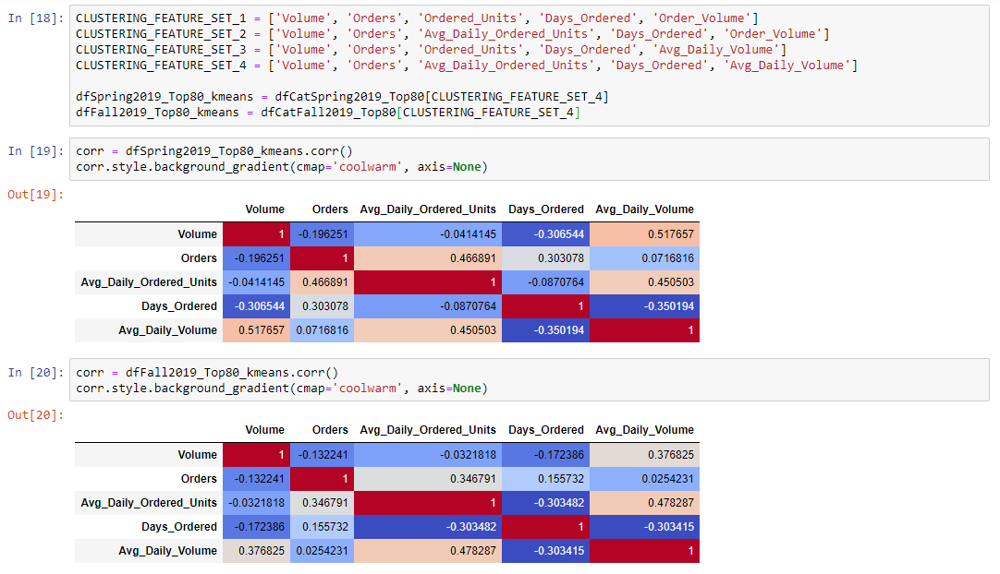 In [18]: CLUSTERING_FEATURE_SET_1 = ['Volume', 'Orders', 'Ordered_Units', 'Days_Ordered', 'Order_Volume']
CLUSTERING_FEATURE_SET_2 = ['Volume', 'Orders', 'Avg_Daily_Ordered_Units', 'Days_Ordered', 'Order_Volume']
CLUSTERING_FEATURE_SET_3 = ['Volume', 'Orders', 'Ordered_Units', 'Days_Ordered', 'Avg_Daily_Volume']
CLUSTERING_FEATURE_SET_4 = ['Volume', 'Orders', 'Avg_Daily_Ordered_Units', 'Days_Ordered', 'Avg_Daily_Volume']
dfSpring2019_Top80_kmeans = dfCatSpring2019_Top80[CLUSTERING_FEATURE_SET_4]
dfFall2019_Top80_kmeans = dfCatFall2019_Top80[CLUSTERING_FEATURE_SET_4]
In [19]: corr = dfSpring2019_Top80_kmeans.corr()
corr.style.background_gradient(cmap='coolwarm', axis=None)
Out[19]:
Volume Orders Avg_Daily_Ordered_Units Days_Ordered Avg_Daily_Volume
Volume 1 -0.196251 -0.0414145 -0.306544 0.517657
Orders -0.196251 1 0.466891 0.303078 0.0716816
Avg_Daily_Ordered_Units -0.0414145 0.466891 1 -0.0870764 0.450503
Days_Ordered -0.306544 0.303078 -0.0870764 1 -0.350194
Avg_Daily_Volume 0.517657 0.0716816 0.450503 -0.350194 1
In [20]: corr = dfFall2019_Top80_kmeans.corr()
corr.style.background_gradient(cmap='coolwarm', axis=None)
Out[20]:
Volume Orders Avg_Daily_Ordered_Units Days_Ordered Avg_Daily_Volume
Volume 1 -0.132241 -0.0321818 -0.172386 0.376825
Orders -0.132241 1 0.346791 0.155732 0.0254231
Avg_Daily_Ordered_Units -0.0321818 0.346791 1 -0.303482 0.478287
Days_Ordered -0.172386 0.155732 -0.303482 1 -0.303415
Avg_Daily_Volume 0.376825 0.0254231 0.478287 -0.303415 1